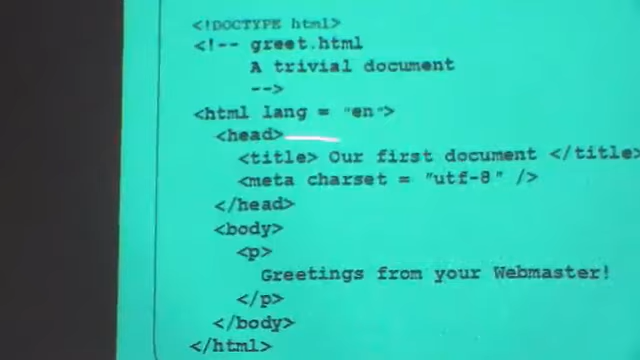 <!DOCTYPE html>
<!-- greet.html
A trivial document
-->
<html lang = "en">
<head>
<title> Our first document </title>
<meta charset = "utf-8" />
</head>
<body>
<p>
Greetings from your Webmaster!
</p>
</body>
</html>